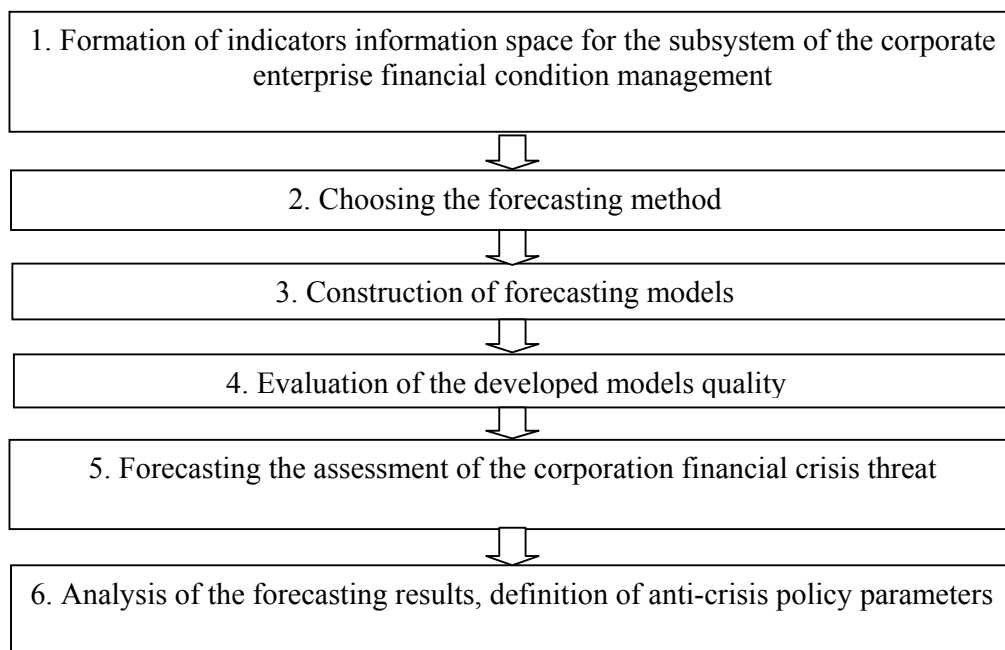 1. Formation of indicators information space for the subsystem of the corporate
enterprise financial condition management
2. Choosing the forecasting method
3. Construction of forecasting models
4. Evaluation of the developed models quality
5. Forecasting the assessment of the corporation financial crisis threat
6. Analysis of the forecasting results, definition of anti-crisis policy parameters